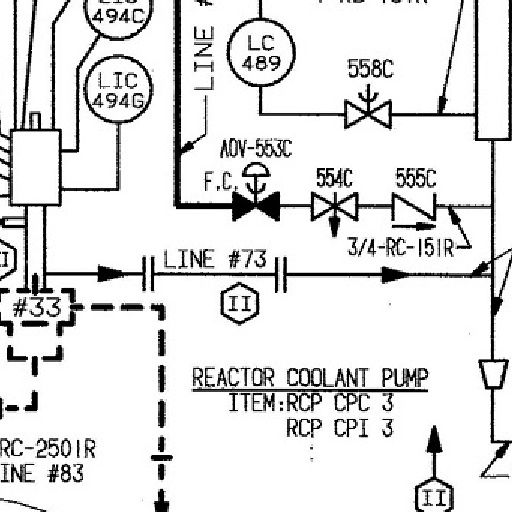 494C
LIC
494G
LINE #
LC
489
558C
AOV-553C
F.C.
554C
555C
3/4-RC-151R
LINE #73
II
#33
REACTOR COOLANT PUMP
ITEM:RCP CPC 3
RCP CPI 3
RC-2501R
INE #83
II